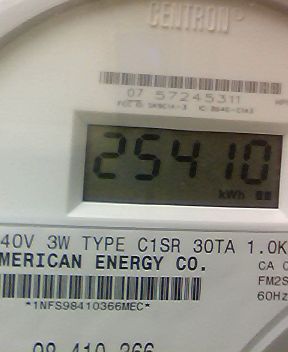 CENTRON®
07 57245311
25410
kWh
40V 3W TYPE C1SR 30TA 1.0K
MERICAN ENERGY CO.
CA 0
FM2S
60Hz
*1NFS98410366MEC*
98 410 366